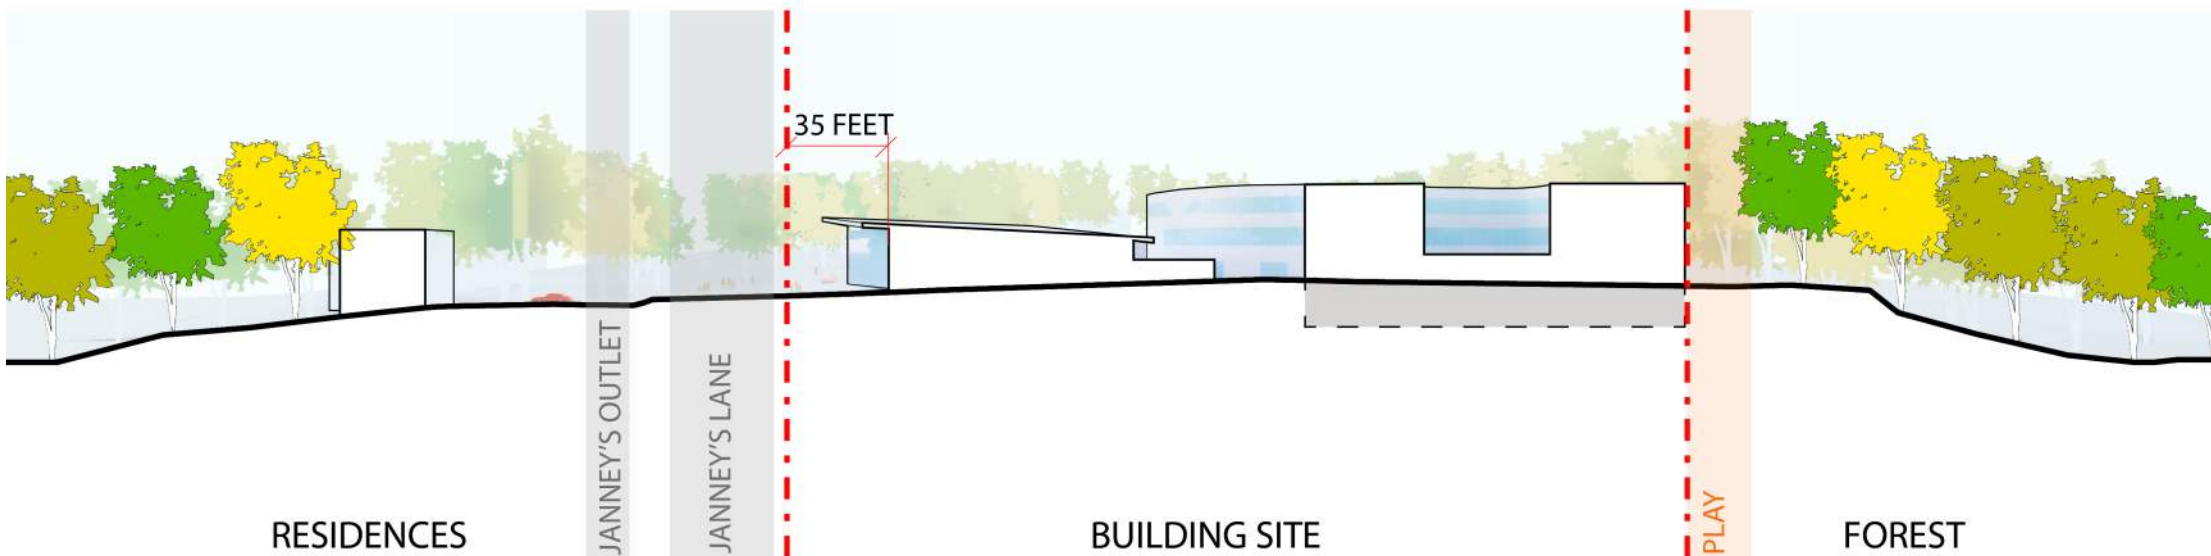 35 FEET
JANNEY'S OUTLET
JANNEY'S LANE
PLAY
RESIDENCES
BUILDING SITE
FOREST